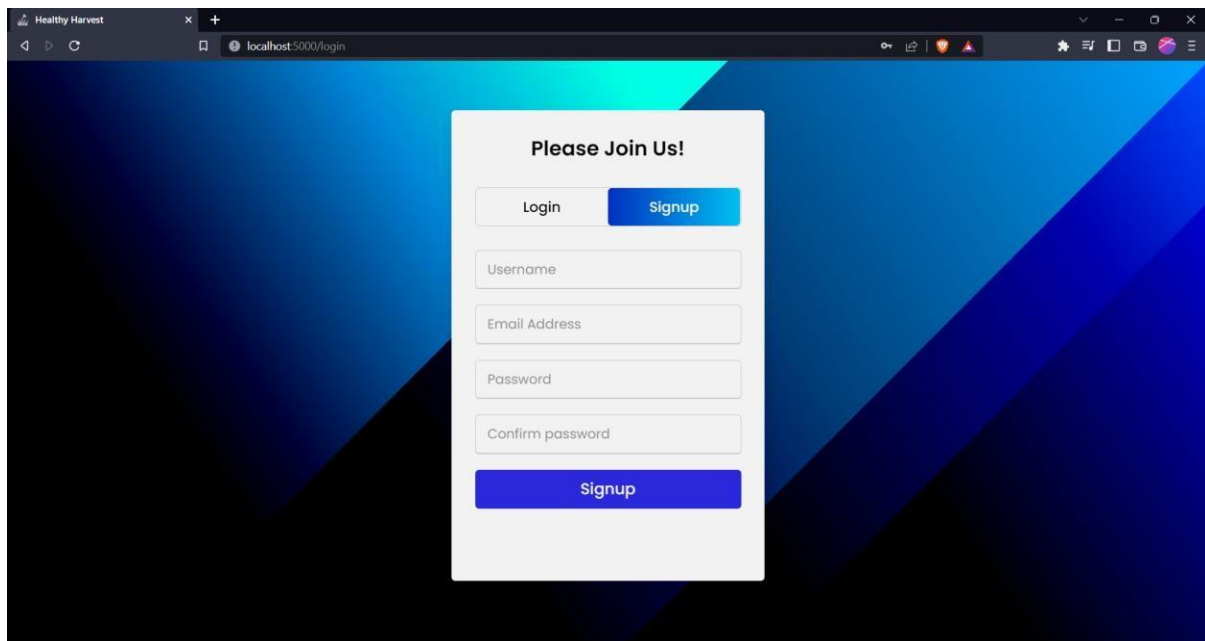 Healthy Harvest
localhost:5000/login
Please Join Us!
Login Signup
Username
Email Address
Password
Confirm password
Signup